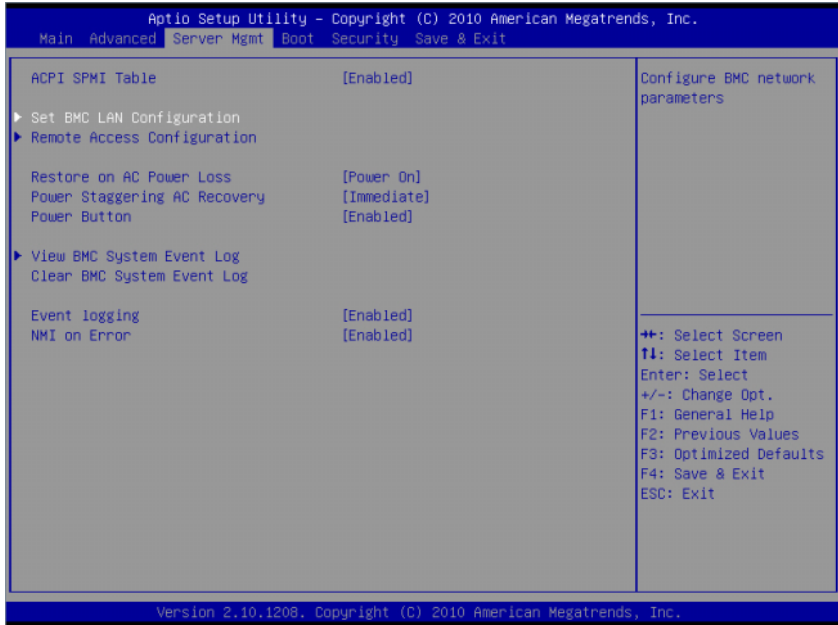 Aptio Setup Utility – Copyright (C) 2010 American Megatrends, Inc.
Main Advanced Server Mgmt Boot Security Save & Exit
ACPI SPMI Table [Enabled]
▶ Set BMC LAN Configuration
▶ Remote Access Configuration
Restore on AC Power Loss [Power On]
Power Staggering AC Recovery [Immediate]
Power Button [Enabled]
▶ View BMC System Event Log
Clear BMC System Event Log
Event logging [Enabled]
NMI on Error [Enabled]
Configure BMC network
parameters
→←: Select Screen
↑↓: Select Item
Enter: Select
+/-: Change Opt.
F1: General Help
F2: Previous Values
F3: Optimized Defaults
F4: Save & Exit
ESC: Exit
Version 2.10.1208. Copyright (C) 2010 American Megatrends, Inc.